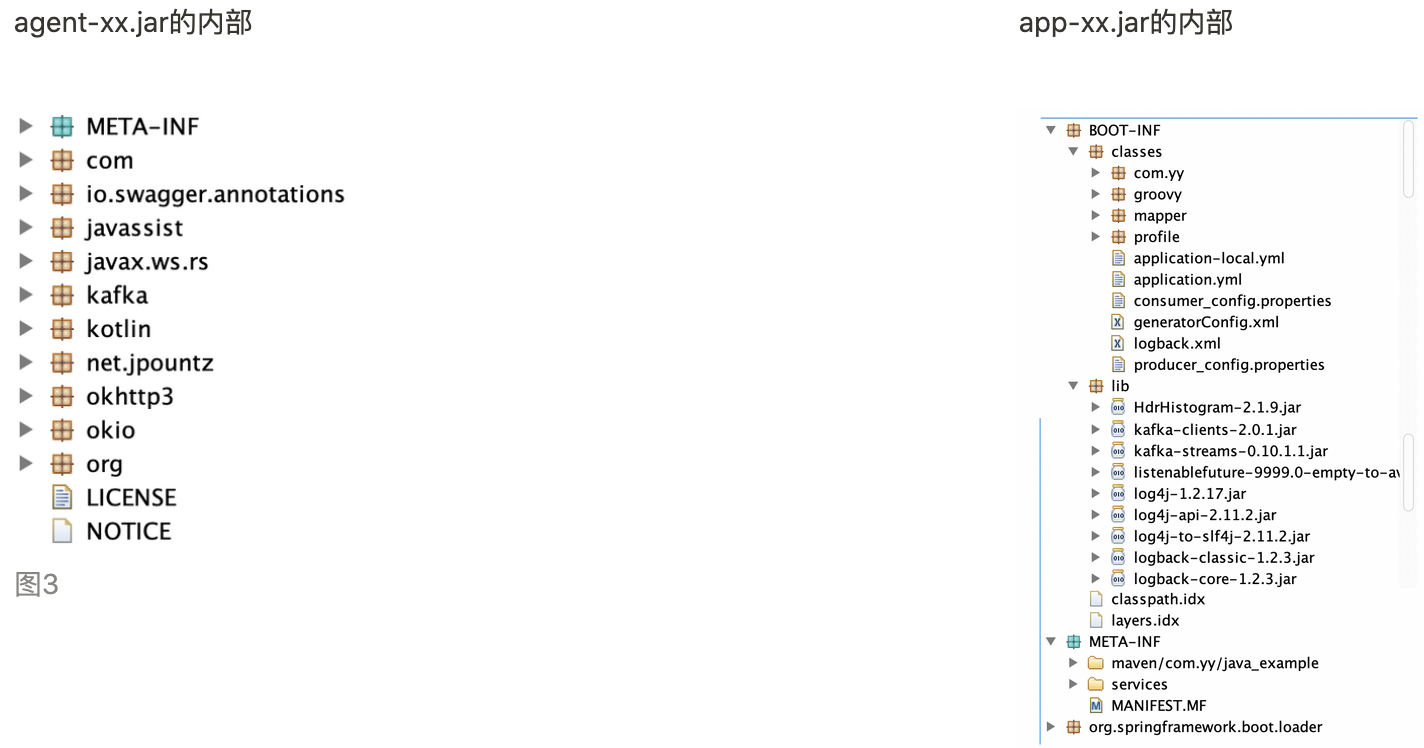 agent-xx.jar的内部
META-INF
com
io.swagger.annotations
javassist
javax.ws.rs
kafka
kotlin
net.jpountz
okhttp3
okio
org
LICENSE
NOTICE
图3
app-xx.jar的内部
BOOT-INF
classes
com.yy
groovy
mapper
profile
application-local.yml
application.yml
consumer_config.properties
generatorConfig.xml
logback.xml
producer_config.properties
lib
HdrHistogram-2.1.9.jar
kafka-clients-2.0.1.jar
kafka-streams-0.10.1.1.jar
listenablefuture-9999.0-empty-to-av
log4j-1.2.17.jar
log4j-api-2.11.2.jar
log4j-to-slf4j-2.11.2.jar
logback-classic-1.2.3.jar
logback-core-1.2.3.jar
classpath.idx
layers.idx
META-INF
maven/com.yy/java_example
services
MANIFEST.MF
org.springframework.boot.loader